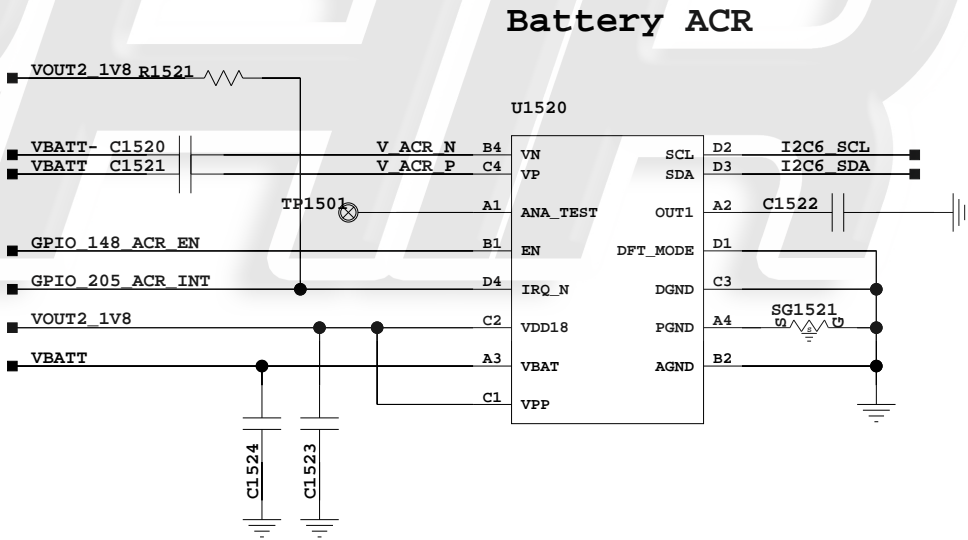 Battery ACR
VOUT2_1V8 R1521
U1520
VBATT- C1520 V_ACR_N B4 VN SCL D2 I2C6_SCL
VBATT C1521 V_ACR_P C4 VP SDA D3 I2C6_SDA
TP1501 A1 ANA_TEST OUT1 A2 C1522
GPIO_148_ACR_EN B1 EN DFT_MODE D1
GPIO_205_ACR_INT D4 IRQ_N DGND C3
VOUT2_1V8 C2 VDD18 PGND A4 SG1521 S G
VBATT A3 VBAT AGND B2
C1 VPP
C1524 C1523